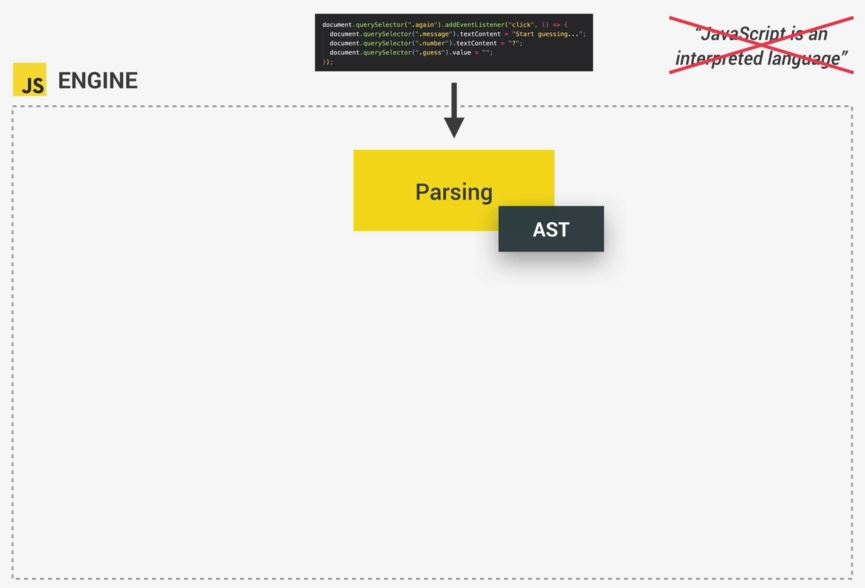 document.querySelector(".again").addEventListener("click", () => {
document.querySelector(".message").textContent = "Start guessing...";
document.querySelector(".number").textContent = "?";
document.querySelector(".guess").value = "";
});
“JavaScript is an
interpreted language”
JS ENGINE
Parsing
AST